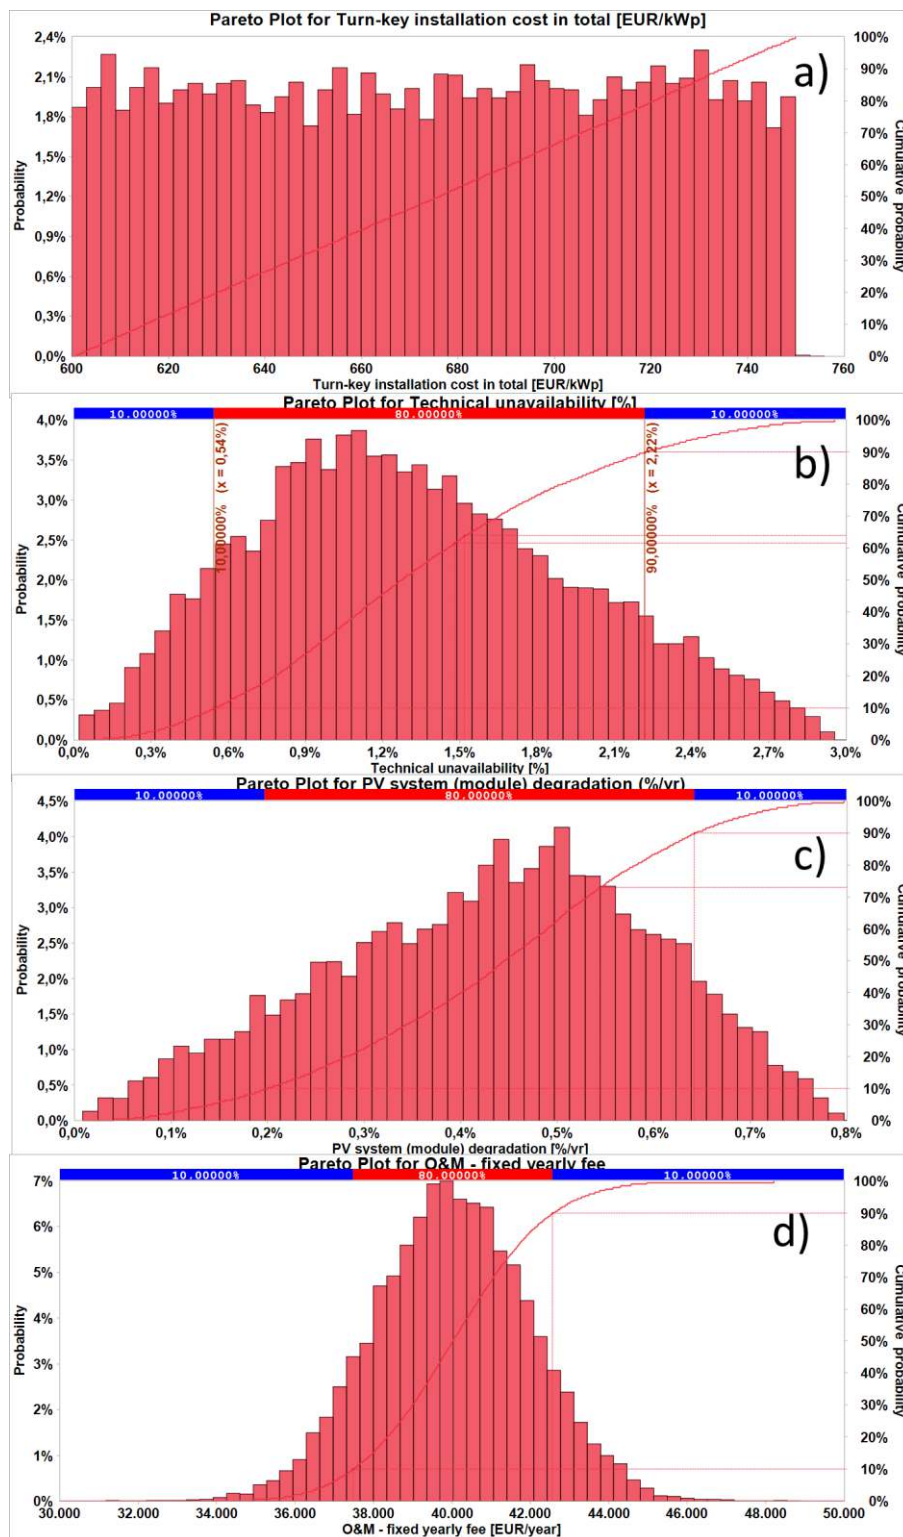 Pareto Plot for Turn-key installation cost in total [EUR/kWp]
2,4% 100%
a)
90%
2,1%
80%
1,8%
70%
1,5%
60%
Probability
Cumulative probability
1,2% 50%
40%
0,9%
30%
0,6%
20%
0,3%
10%
0,0% 0%
600 620 640 660 680 700 720 740 760
Turn-key installation cost in total [EUR/kWp]
Pareto Plot for Technical unavailability [%]
10.00000% 80.00000% 10.00000%
4,0% 100%
b)
3,5% 90%
80%
3,0%
70%
2,5%
60%
10,00000% (x = 0,54%)
90,00000% (x = 2,22%)
Probability
Cumulative probability
2,0% 50%
1,5% 40%
30%
1,0%
20%
0,5%
10%
0,0% 0%
0,0% 0,3% 0,6% 0,9% 1,2% 1,5% 1,8% 2,1% 2,4% 2,7% 3,0%
Technical unavailability [%]
Pareto Plot for PV system (module) degradation (%/yr)
10.00000% 80.00000% 10.00000%
4,5% 100%
4,0% 90%
c)
3,5% 80%
70%
3,0%
60%
2,5%
Probability
Cumulative probability
50%
2,0%
40%
1,5%
30%
1,0%
20%
0,5% 10%
0,0% 0%
0,0% 0,1% 0,2% 0,3% 0,4% 0,5% 0,6% 0,7% 0,8%
PV system (module) degradation [%/yr]
Pareto Plot for O&M - fixed yearly fee
10.00000% 80.00000% 10.00000%
7% 100%
d)
90%
6%
80%
5%
70%
4% 60%
Probability
Cumulative probability
50%
3%
40%
2% 30%
20%
1%
10%
0% 0%
30.000 32.000 34.000 36.000 38.000 40.000 42.000 44.000 46.000 48.000 50.000
O&M - fixed yearly fee [EUR/year]